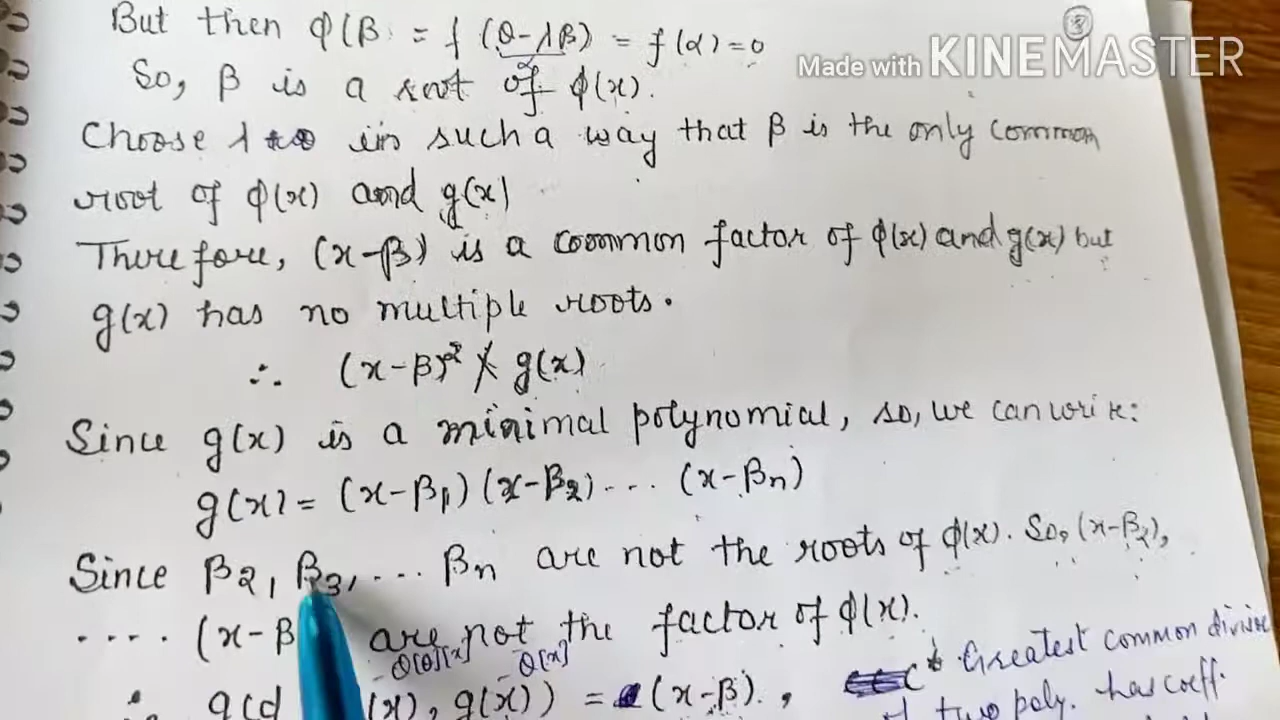 But then φ(β = f (θ-λβ) = f(α) = 0
α
③
Made with KINEMASTER
So, β is a root of φ(x).
Choose λ in such a way that β is the only common
root of φ(x) and g(x)
Therefore, (x-β) is a common factor of φ(x) and g(x) but
g(x) has no multiple roots.
∴ (x-β)² ∤ g(x)
Since g(x) is a minimal polynomial, so, we can write:
g(x) = (x-β₁) (x-β₂) ... (x-βn)
Since β₂, β₃, ... βn are not the roots of φ(x). So, (x-β₂),
.... (x-β are not the factor of φ(x).
Q(θ)[x] Q[x]
∴ gcd (x), g(x)) = (x-β),
Greatest common divisor
of two poly. has coeff.